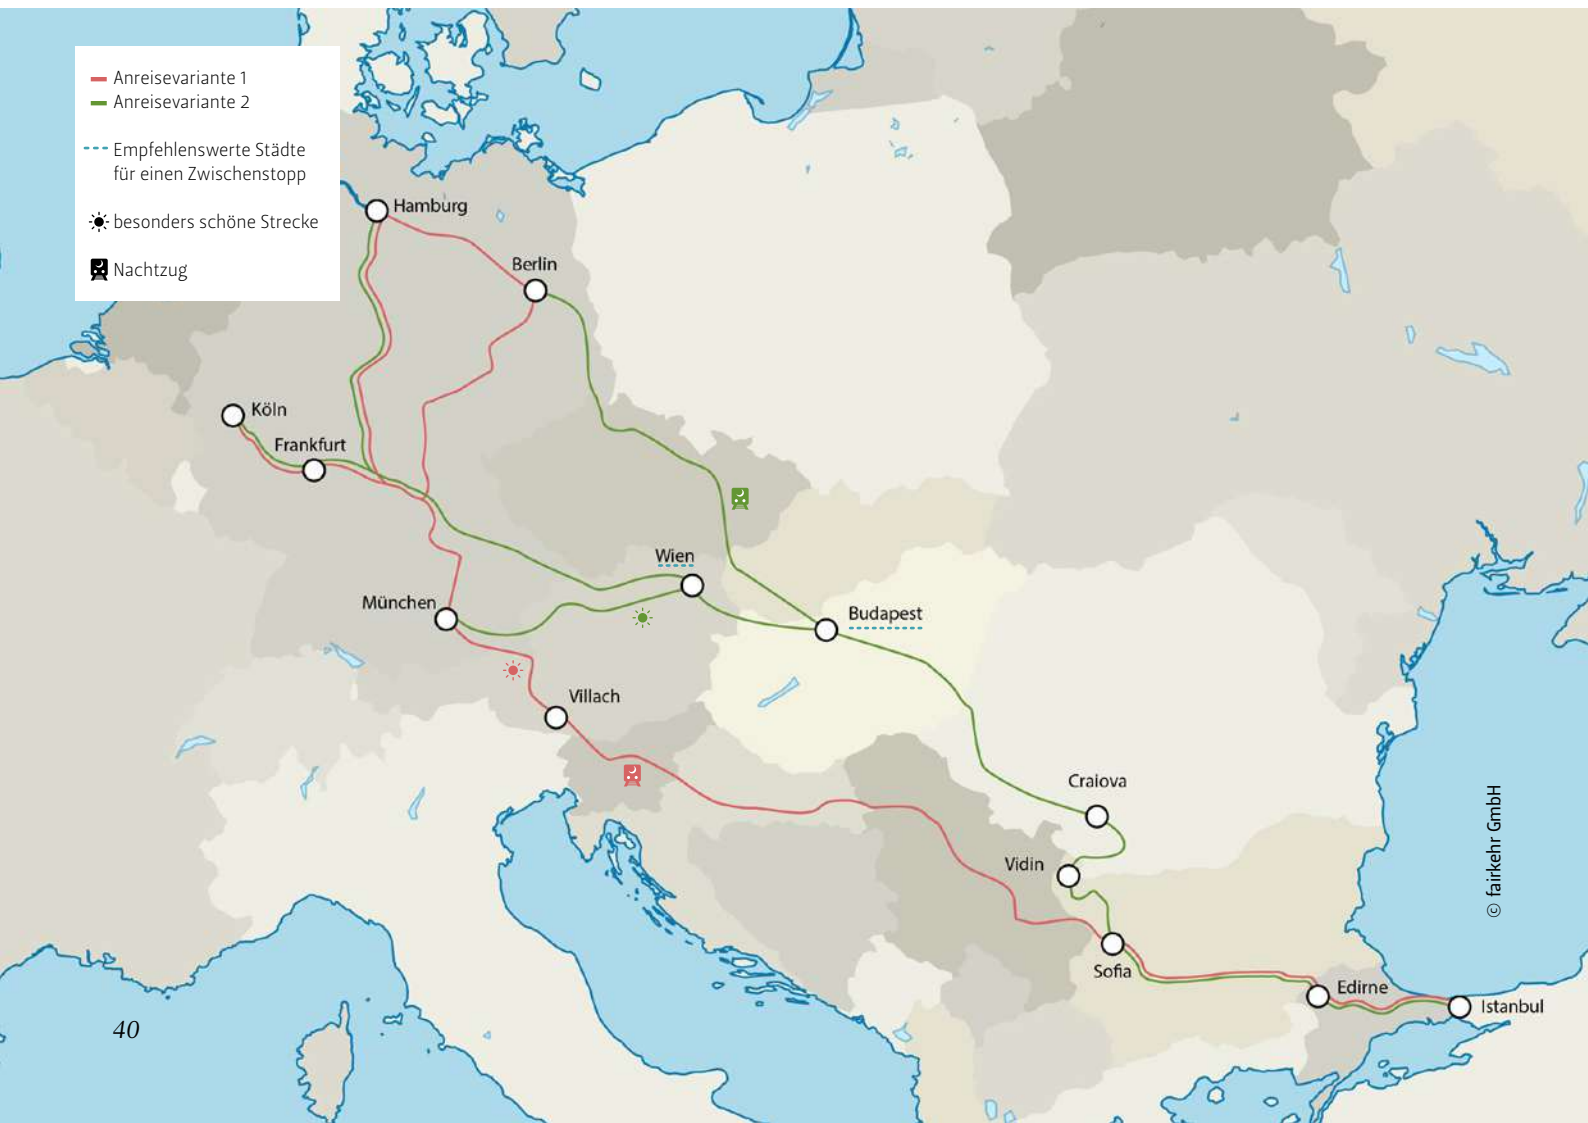 Anreisevariante 1
Anreisevariante 2
Empfehlenswerte Städte
für einen Zwischenstopp
besonders schöne Strecke
Nachtzug
Hamburg
Berlin
Köln
Frankfurt
Wien
München
Budapest
Villach
Craiova
Vidin
Sofia
Edirne
Istanbul
© fairkehr GmbH
40